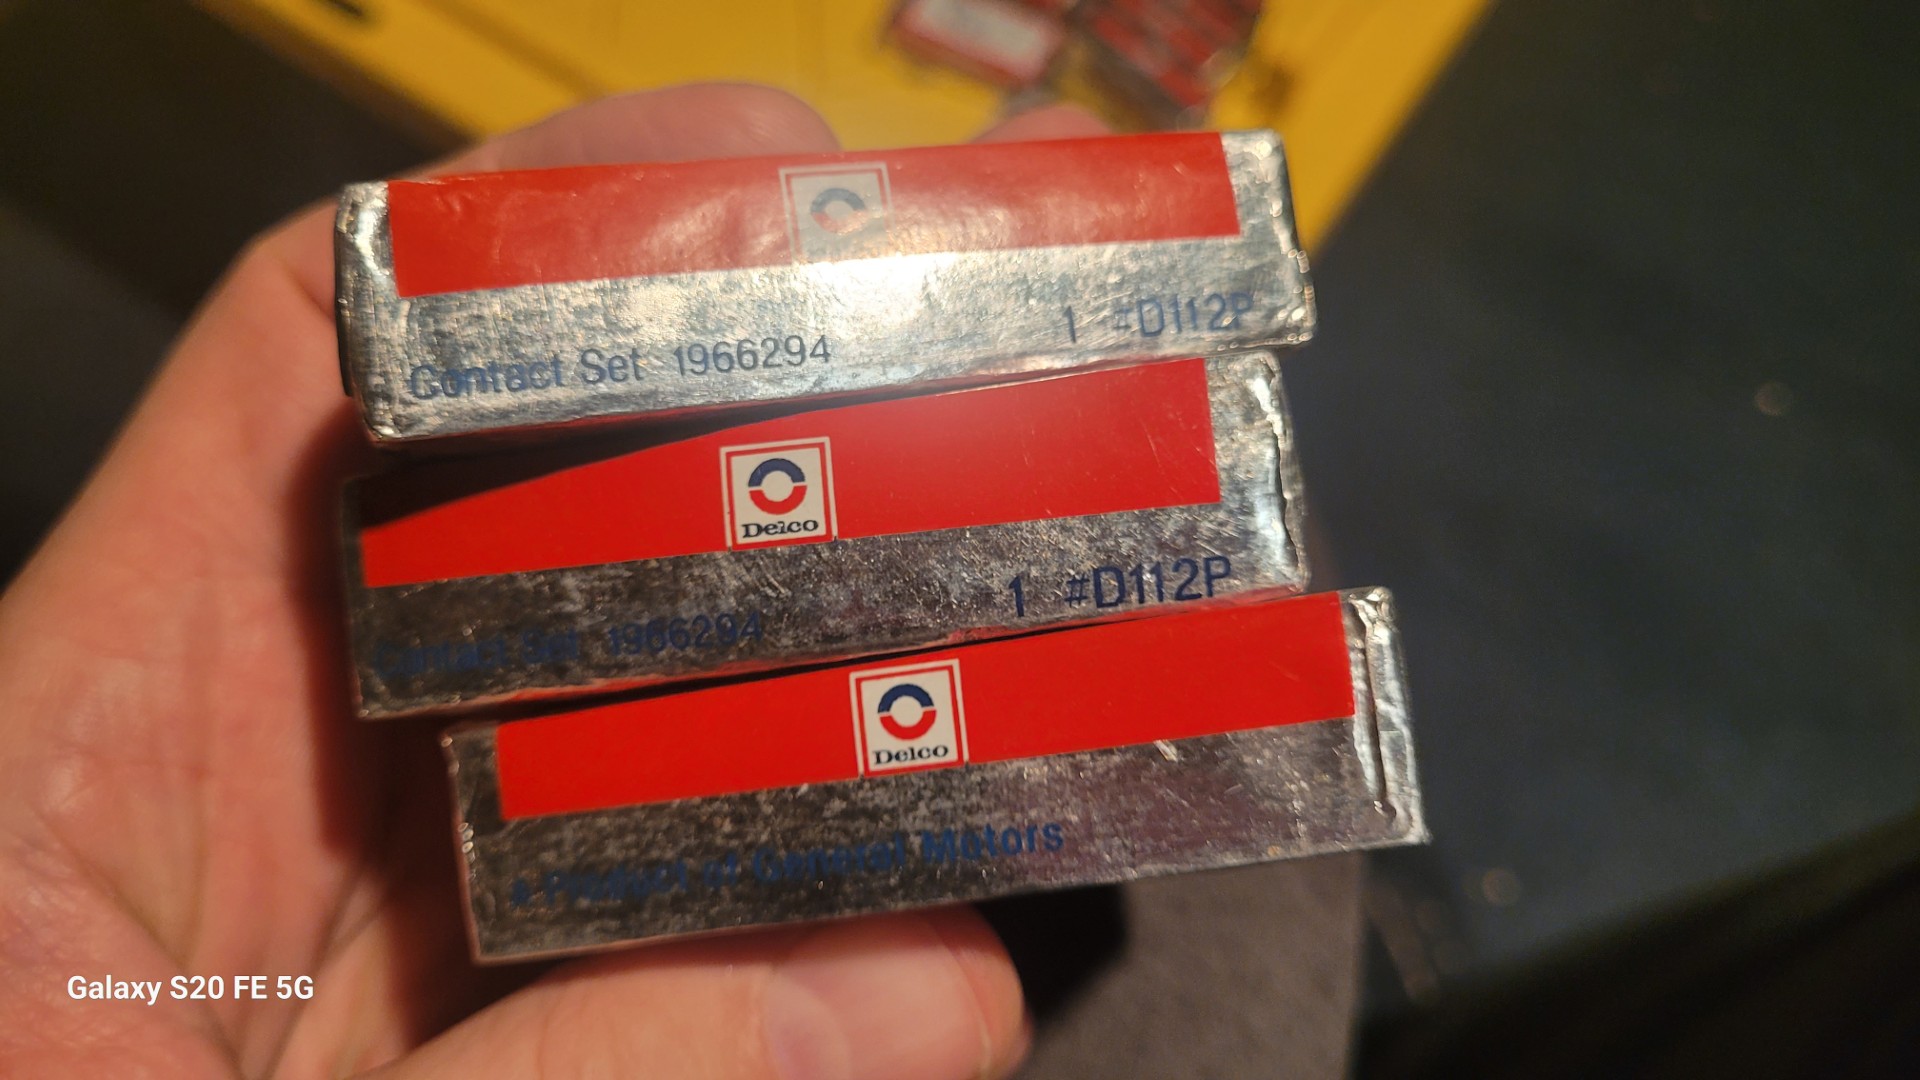 Contact Set 1966294 1 #D112P
Delco
Contact Set 1966294 1 #D112P
Delco
a Product of General Motors
Galaxy S20 FE 5G